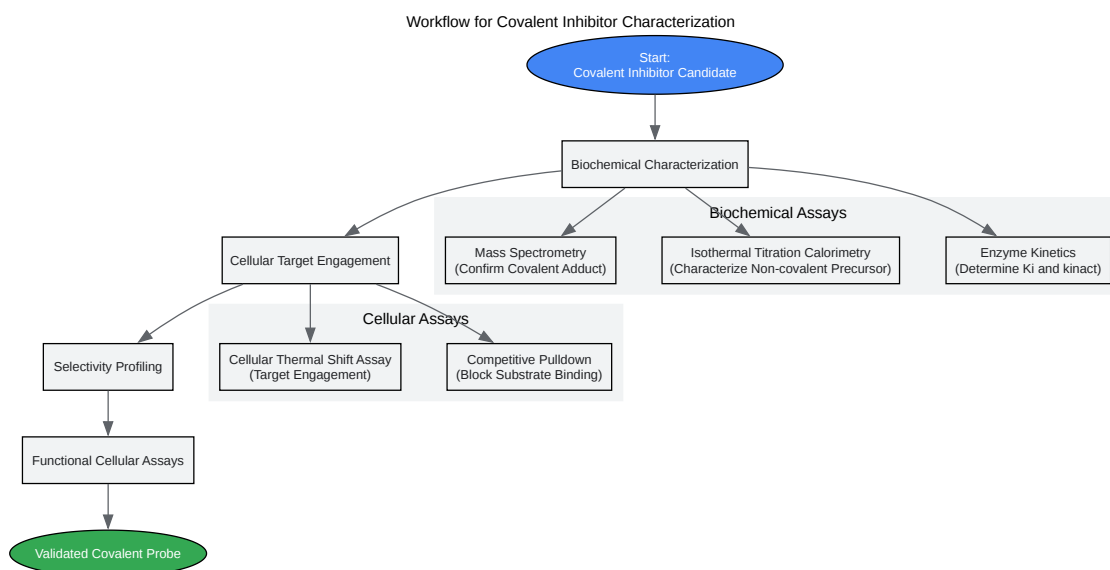 Workflow for Covalent Inhibitor Characterization
Start:
Covalent Inhibitor Candidate
Biochemical Characterization
Biochemical Assays
Cellular Target Engagement
Mass Spectrometry
(Confirm Covalent Adduct)
Isothermal Titration Calorimetry
(Characterize Non-covalent Precursor)
Enzyme Kinetics
(Determine Ki and kinact)
Cellular Assays
Selectivity Profiling
Cellular Thermal Shift Assay
(Target Engagement)
Competitive Pulldown
(Block Substrate Binding)
Functional Cellular Assays
Validated Covalent Probe